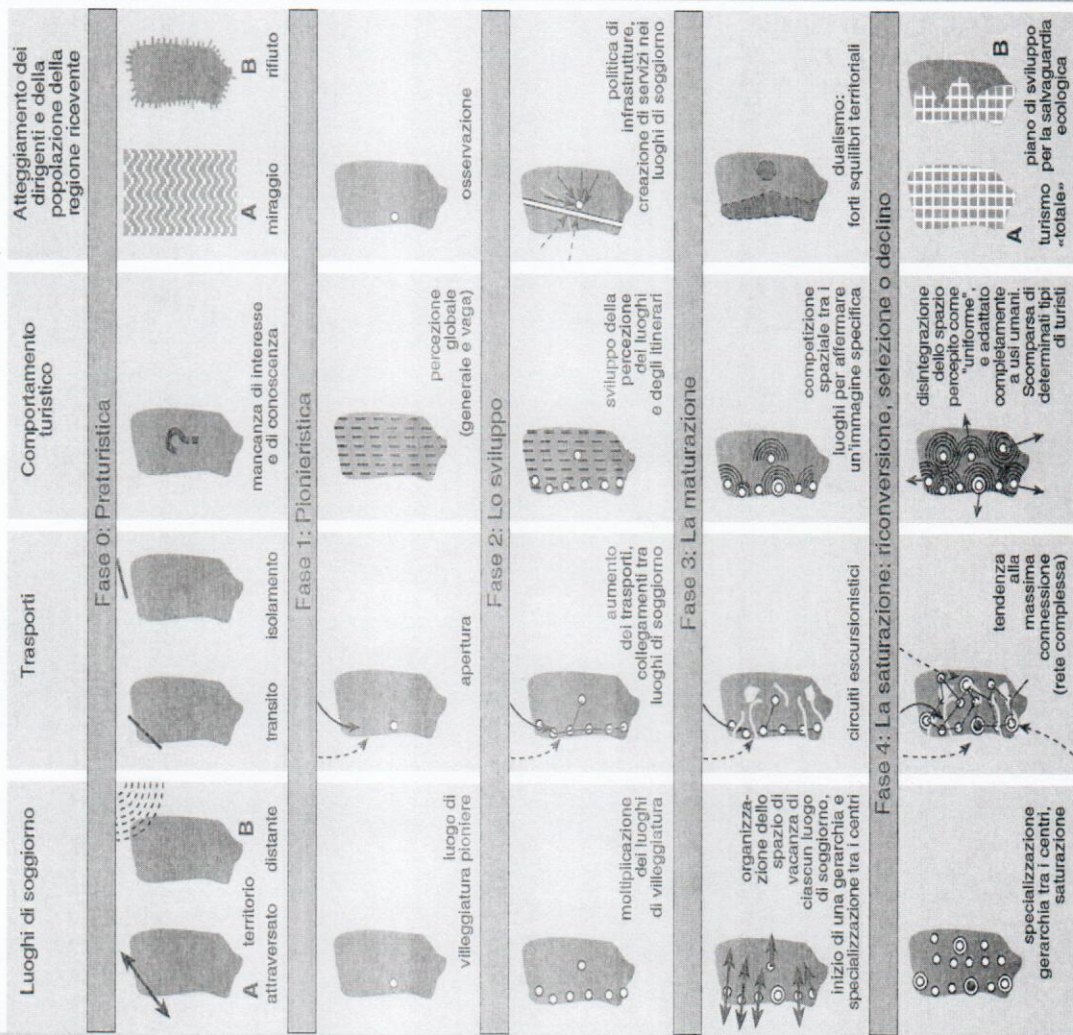 Luoghi di soggiorno
Trasporti
Comportamento
turistico
Atteggiamento dei
dirigenti e della
popolazione della
regione ricevente
Fase 0: Preturistica
A territorio
attraversato
B
distante
transito
isolamento
?
mancanza di interesse
e di conoscenza
A
miraggio
B
rifiuto
Fase 1: Pionieristica
luogo di
villeggiatura pioniere
apertura
percezione
globale
(generale e vaga)
osservazione
Fase 2: Lo sviluppo
moltiplicazione
dei luoghi
di villeggiatura
aumento
dei trasporti,
collegamenti tra
luoghi di soggiorno
sviluppo della
percezione
dei luoghi
e degli itinerari
politica di
infrastrutture,
creazione di servizi nei
luoghi di soggiorno
Fase 3: La maturazione
organizza-
zione dello
spazio di
vacanza di
ciascun luogo
di soggiorno,
inizio di una gerarchia e
specializzazione tra i centri
circuiti escursionistici
competizione
spaziale tra i
luoghi per affermare
un'immagine specifica
dualismo:
forti squilibri territoriali
Fase 4: La saturazione: riconversione, selezione o declino
specializzazione
gerarchia tra i centri,
saturazione
tendenza
alla
massima
connessione
(rete complessa)
disintegrazione
dello spazio
percepito come
"uniforme",
e adattato
completamente
a usi umani.
Scomparsa di
determinati tipi
di turisti
A
turismo
«totale»
B
piano di sviluppo
per la salvaguardia
ecologica